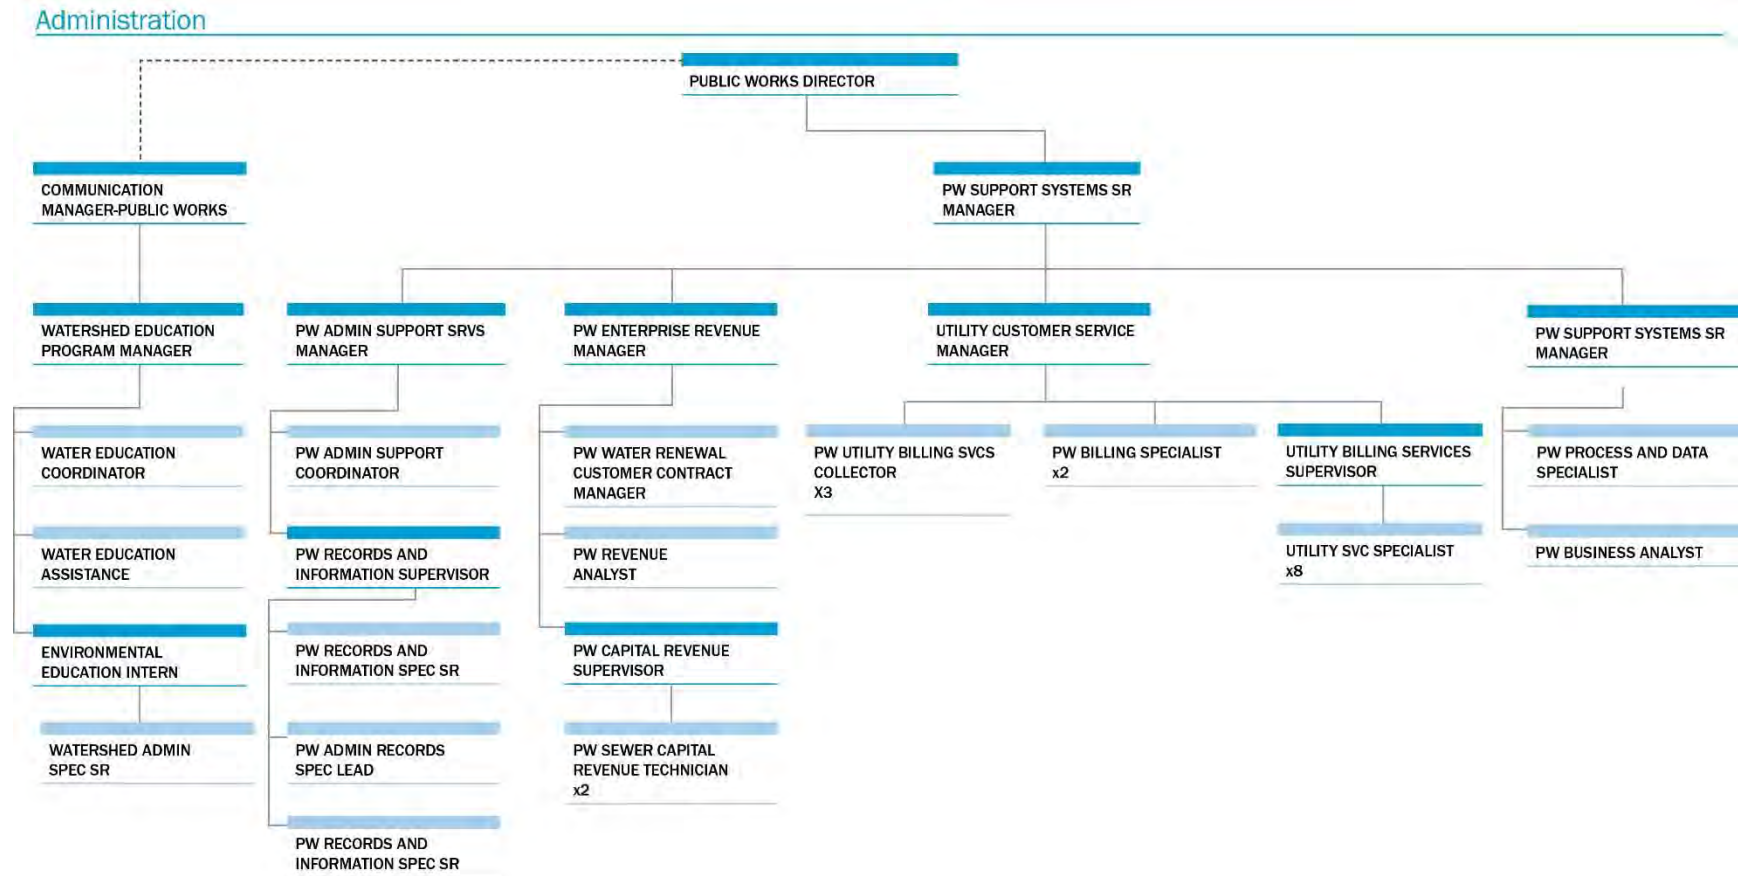 Administration
PUBLIC WORKS DIRECTOR
COMMUNICATION
MANAGER-PUBLIC WORKS
PW SUPPORT SYSTEMS SR
MANAGER
WATERSHED EDUCATION
PROGRAM MANAGER
PW ADMIN SUPPORT SRVS
MANAGER
PW ENTERPRISE REVENUE
MANAGER
UTILITY CUSTOMER SERVICE
MANAGER
PW SUPPORT SYSTEMS SR
MANAGER
WATER EDUCATION
COORDINATOR
PW ADMIN SUPPORT
COORDINATOR
PW WATER RENEWAL
CUSTOMER CONTRACT
MANAGER
PW UTILITY BILLING SVCS
COLLECTOR
X3
PW BILLING SPECIALIST
x2
UTILITY BILLING SERVICES
SUPERVISOR
PW PROCESS AND DATA
SPECIALIST
WATER EDUCATION
ASSISTANCE
PW RECORDS AND
INFORMATION SUPERVISOR
PW REVENUE
ANALYST
UTILITY SVC SPECIALIST
x8
PW BUSINESS ANALYST
ENVIRONMENTAL
EDUCATION INTERN
PW RECORDS AND
INFORMATION SPEC SR
PW CAPITAL REVENUE
SUPERVISOR
WATERSHED ADMIN
SPEC SR
PW ADMIN RECORDS
SPEC LEAD
PW SEWER CAPITAL
REVENUE TECHNICIAN
x2
PW RECORDS AND
INFORMATION SPEC SR